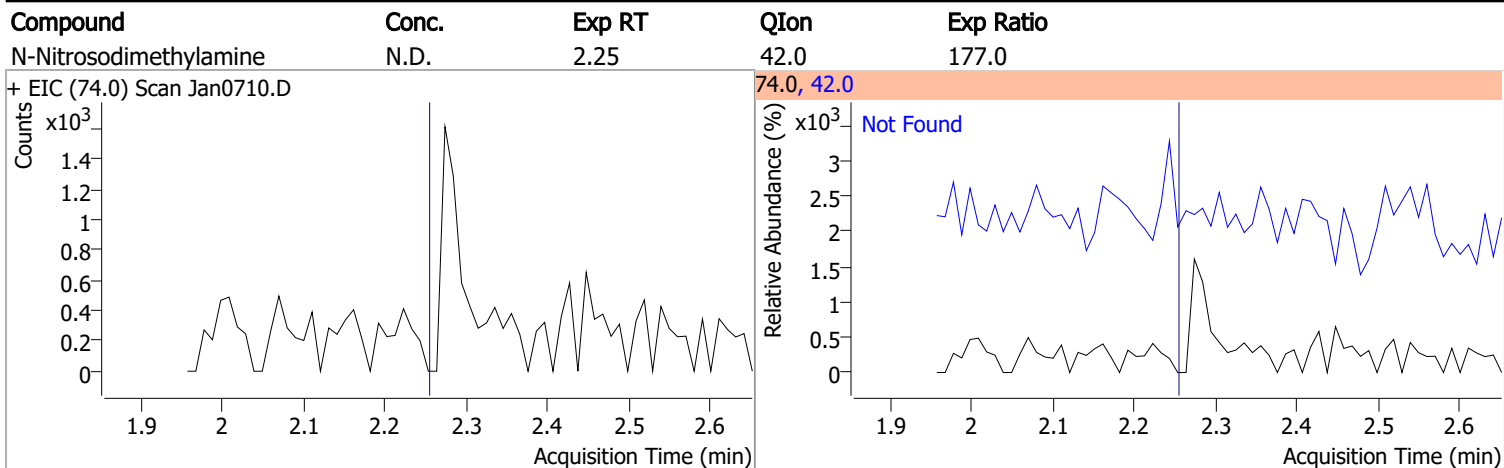 Compound Conc. Exp RT QIon Exp Ratio
N-Nitrosodimethylamine N.D. 2.25 42.0 177.0
+ EIC (74.0) Scan Jan0710.D
Counts
x10³
1.4
1.2
1
0.8
0.6
0.4
0.2
0
1.9 2 2.1 2.2 2.3 2.4 2.5 2.6
Acquisition Time (min)
74.0, 42.0
Relative Abundance (%)
x10³
Not Found
3
2.5
2
1.5
1
0.5
0
1.9 2 2.1 2.2 2.3 2.4 2.5 2.6
Acquisition Time (min)